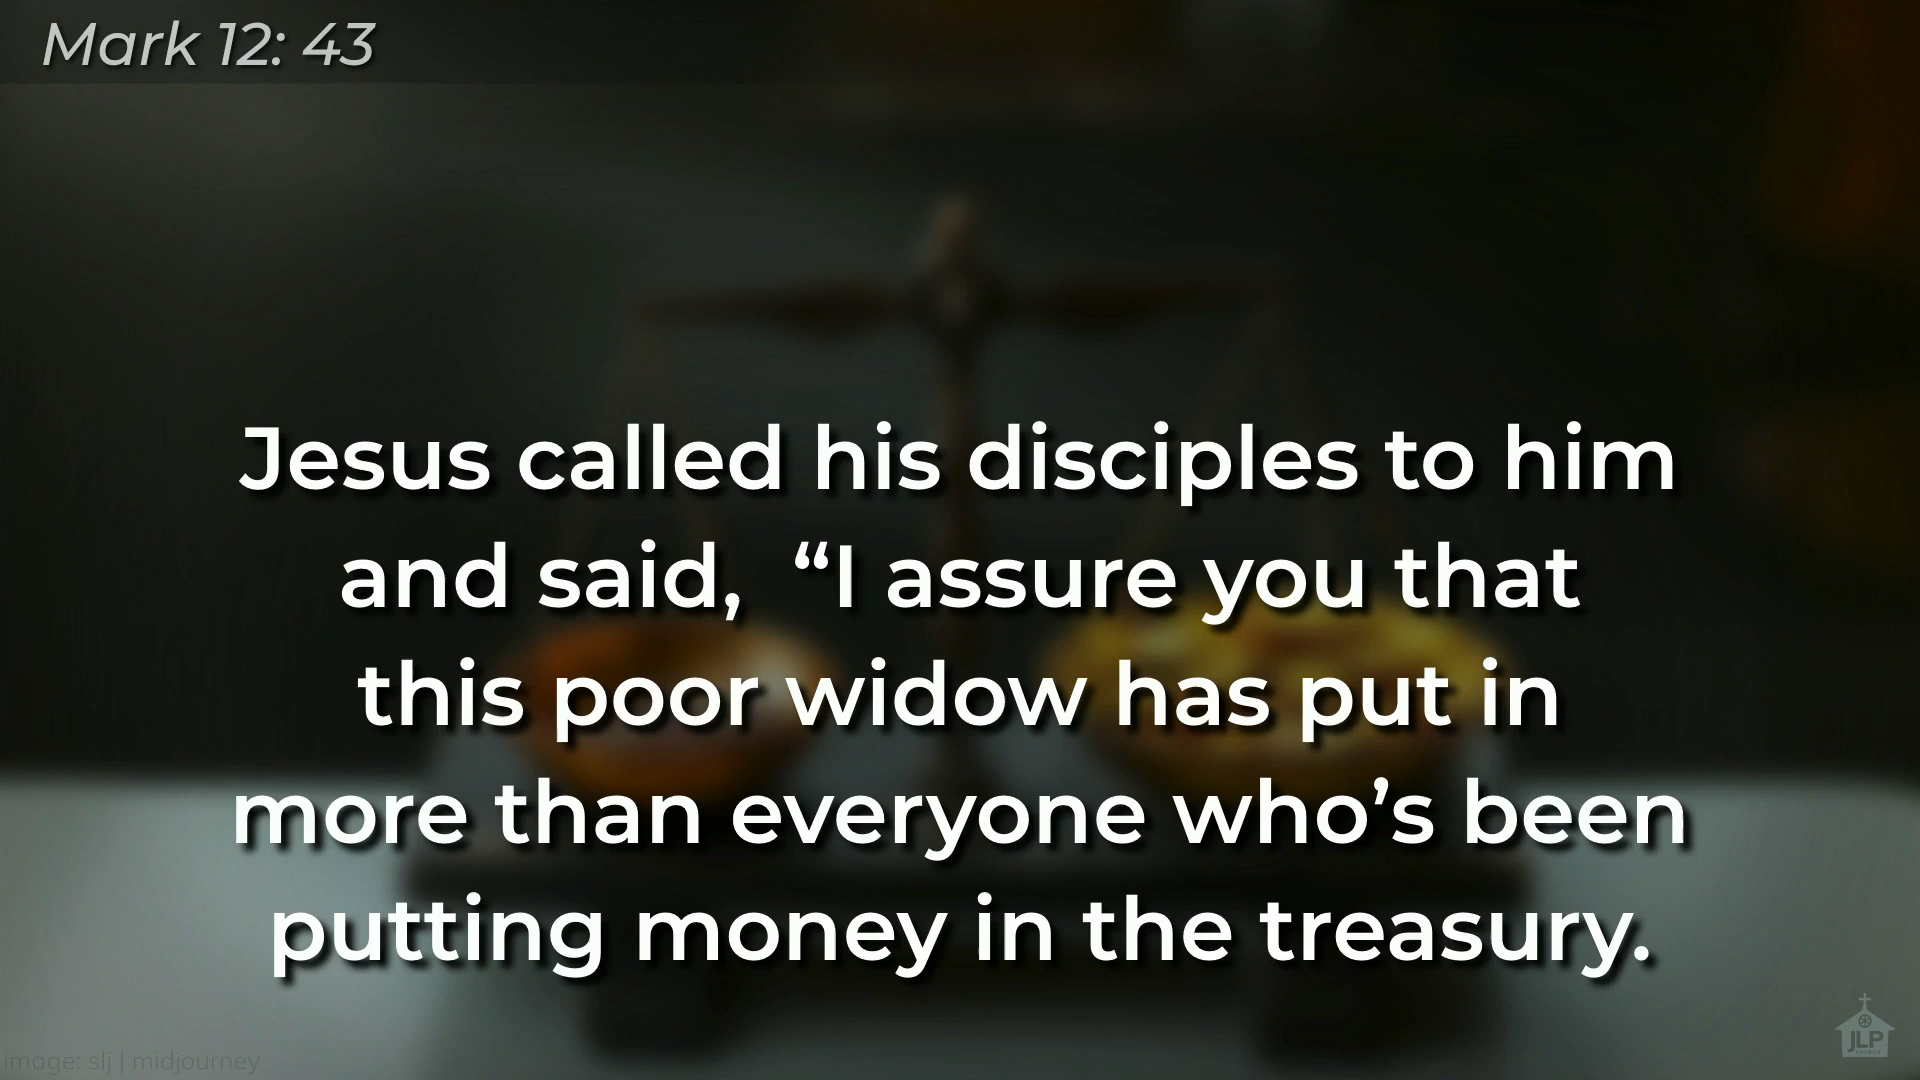 Mark 12: 43
Jesus called his disciples to him
and said,  “I assure you that
this poor widow has put in
more than everyone who’s been
putting money in the treasury.
image: slj | midjourney
JLP
CHURCH